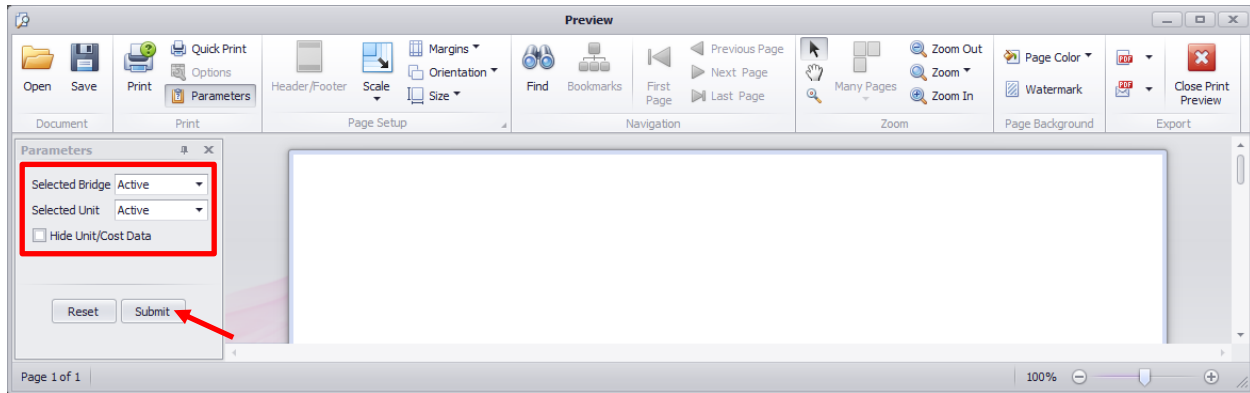 Preview
Quick Print
Margins
Previous Page
Zoom Out
Page Color
Options
Orientation
Next Page
Zoom
Open Save Print Parameters Header/Footer Scale Size Find Bookmarks First Page Last Page Many Pages Zoom In Watermark PDF PDF Close Print Preview
Document Print Page Setup Navigation Zoom Page Background Export
Parameters
Selected Bridge Active
Selected Unit Active
Hide Unit/Cost Data
Reset Submit
Page 1 of 1 100%